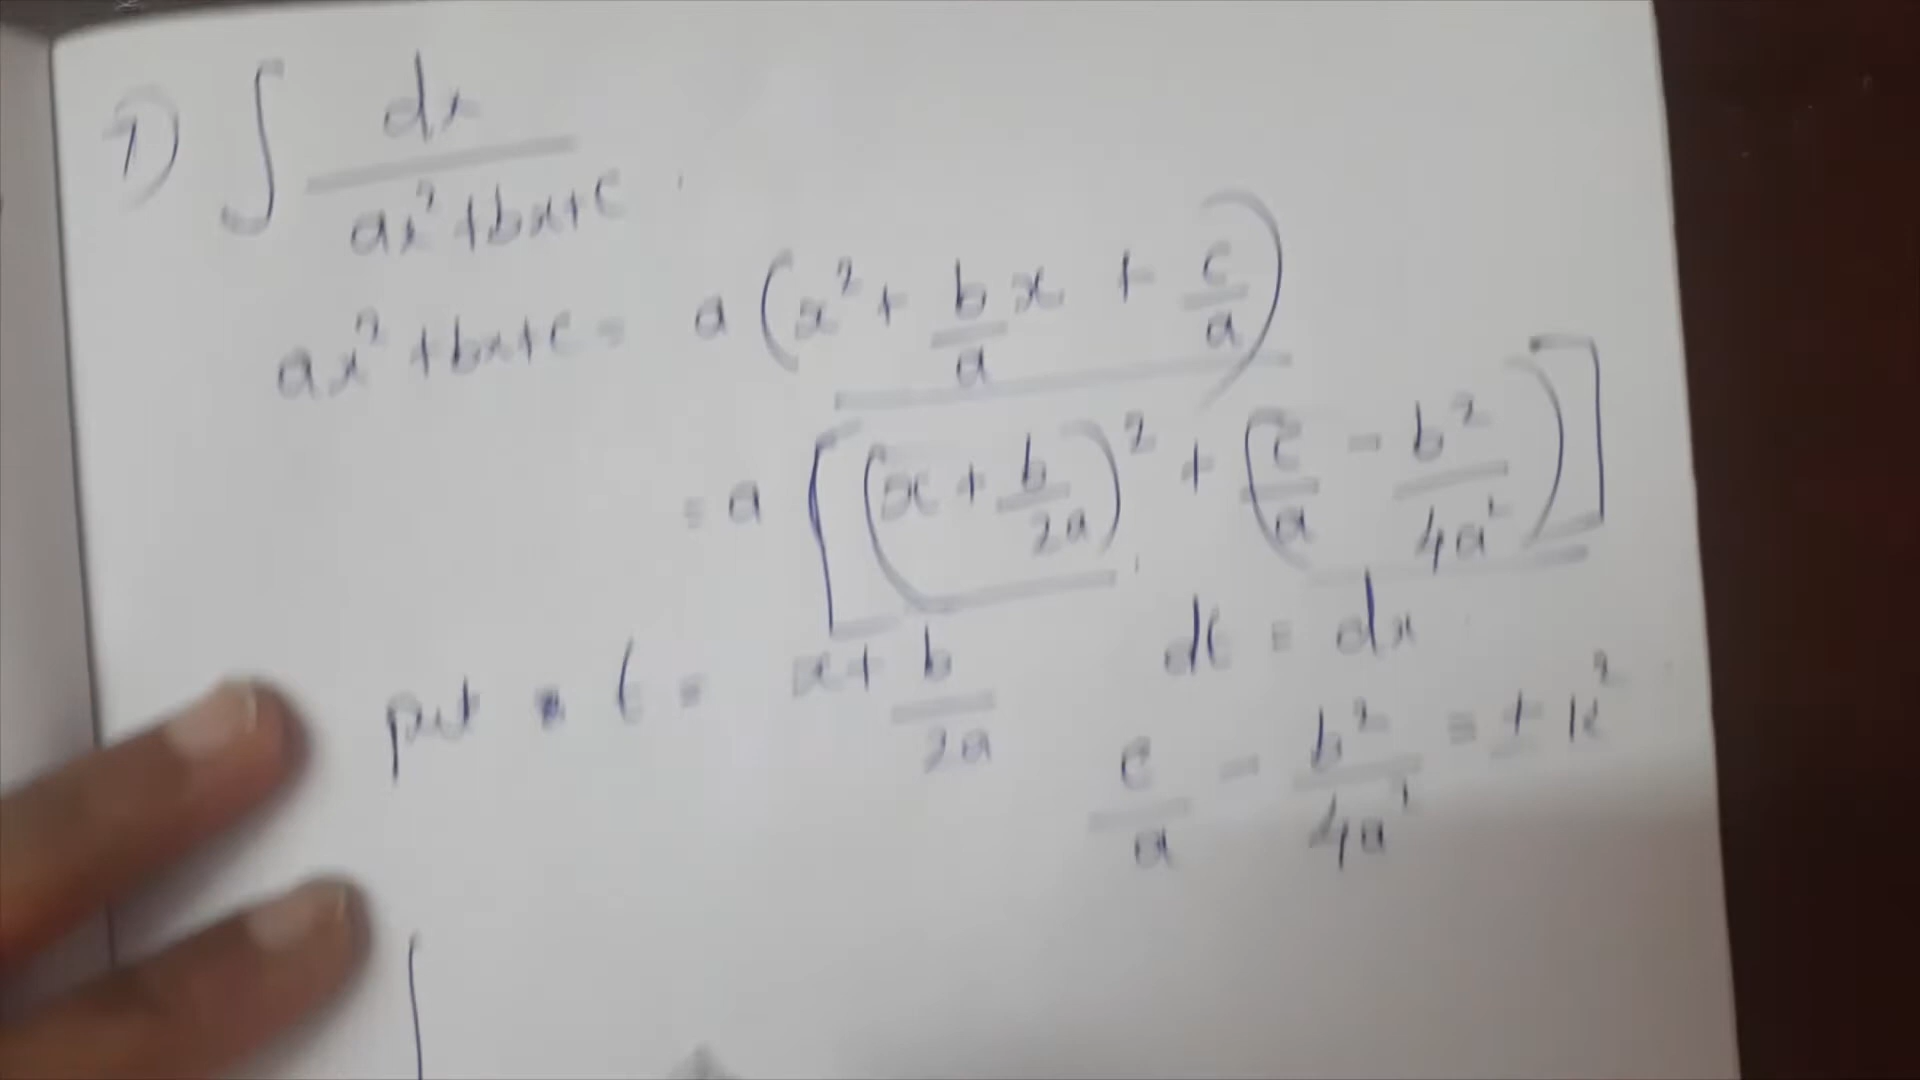 7) ∫ dx / (ax² + bx + c)
ax² + bx + c = a (x² + b/a x + c/a)
= a [(x + b/2a)² + (c/a − b²/4a²)]
put t = x + b/2a    dt = dx
c/a − b²/4a² = ± k²